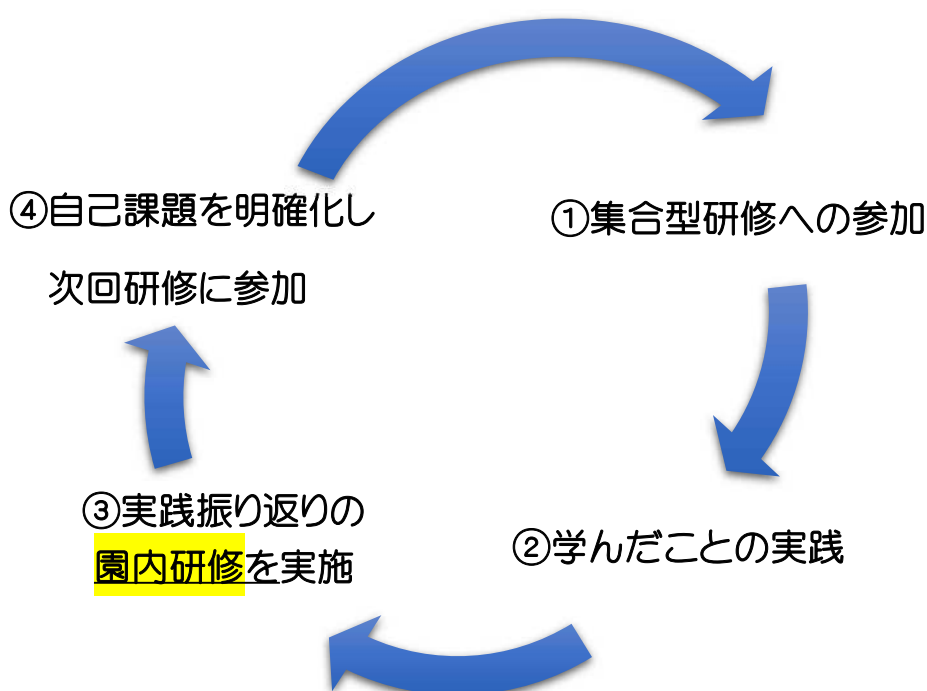 ①集合型研修への参加
②学んだことの実践
③実践振り返りの
園内研修を実施
④自己課題を明確化し
次回研修に参加